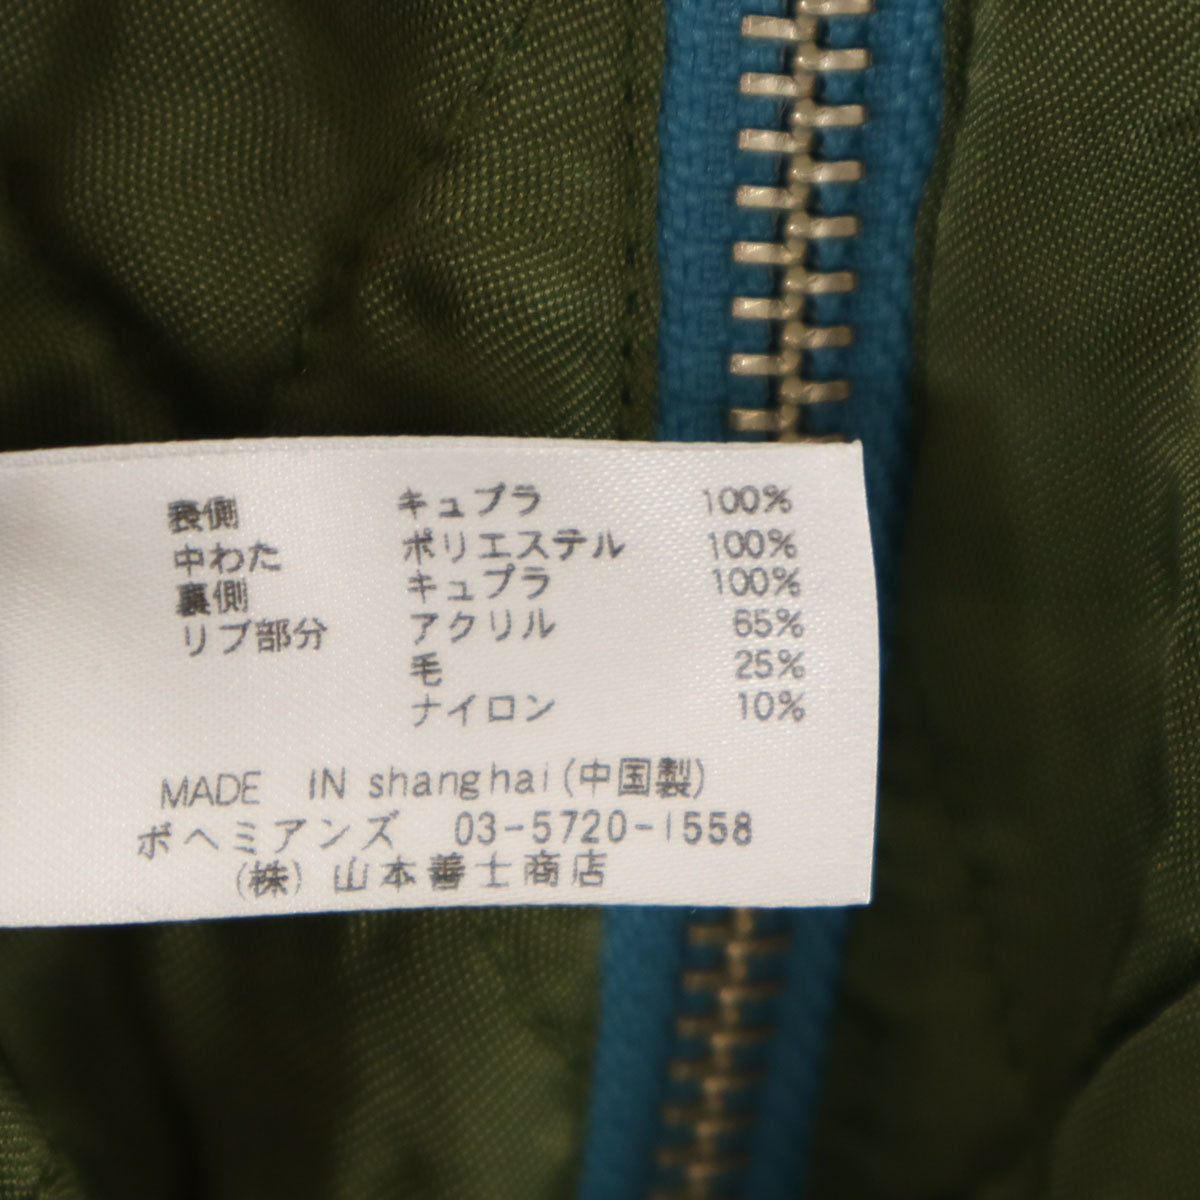 表側 キュプラ 100%
中わた ポリエステル 100%
裏側 キュプラ 100%
リブ部分 アクリル 65%
毛 25%
ナイロン 10%
MADE IN shanghai(中国製)
ボヘミアンズ 03-5720-1558
(株) 山本善士商店